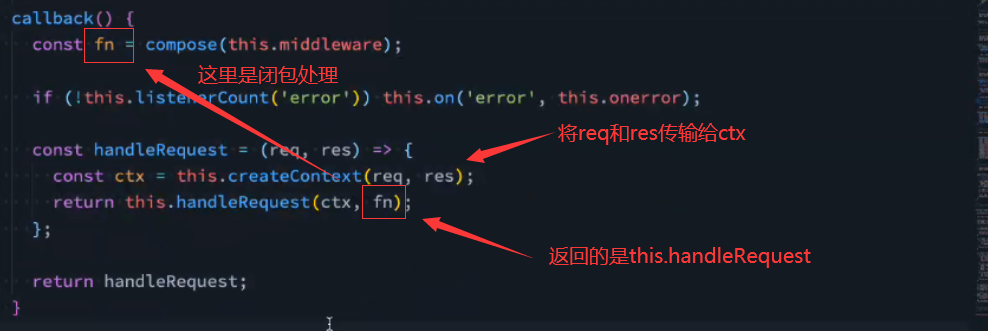 callback() {
const fn = compose(this.middleware);
这里是闭包处理
if (!this.listenerCount('error')) this.on('error', this.onerror);
const handleRequest = (req, res) => {
将req和res传输给ctx
const ctx = this.createContext(req, res);
return this.handleRequest(ctx, fn);
};
返回的是this.handleRequest
return handleRequest;
}